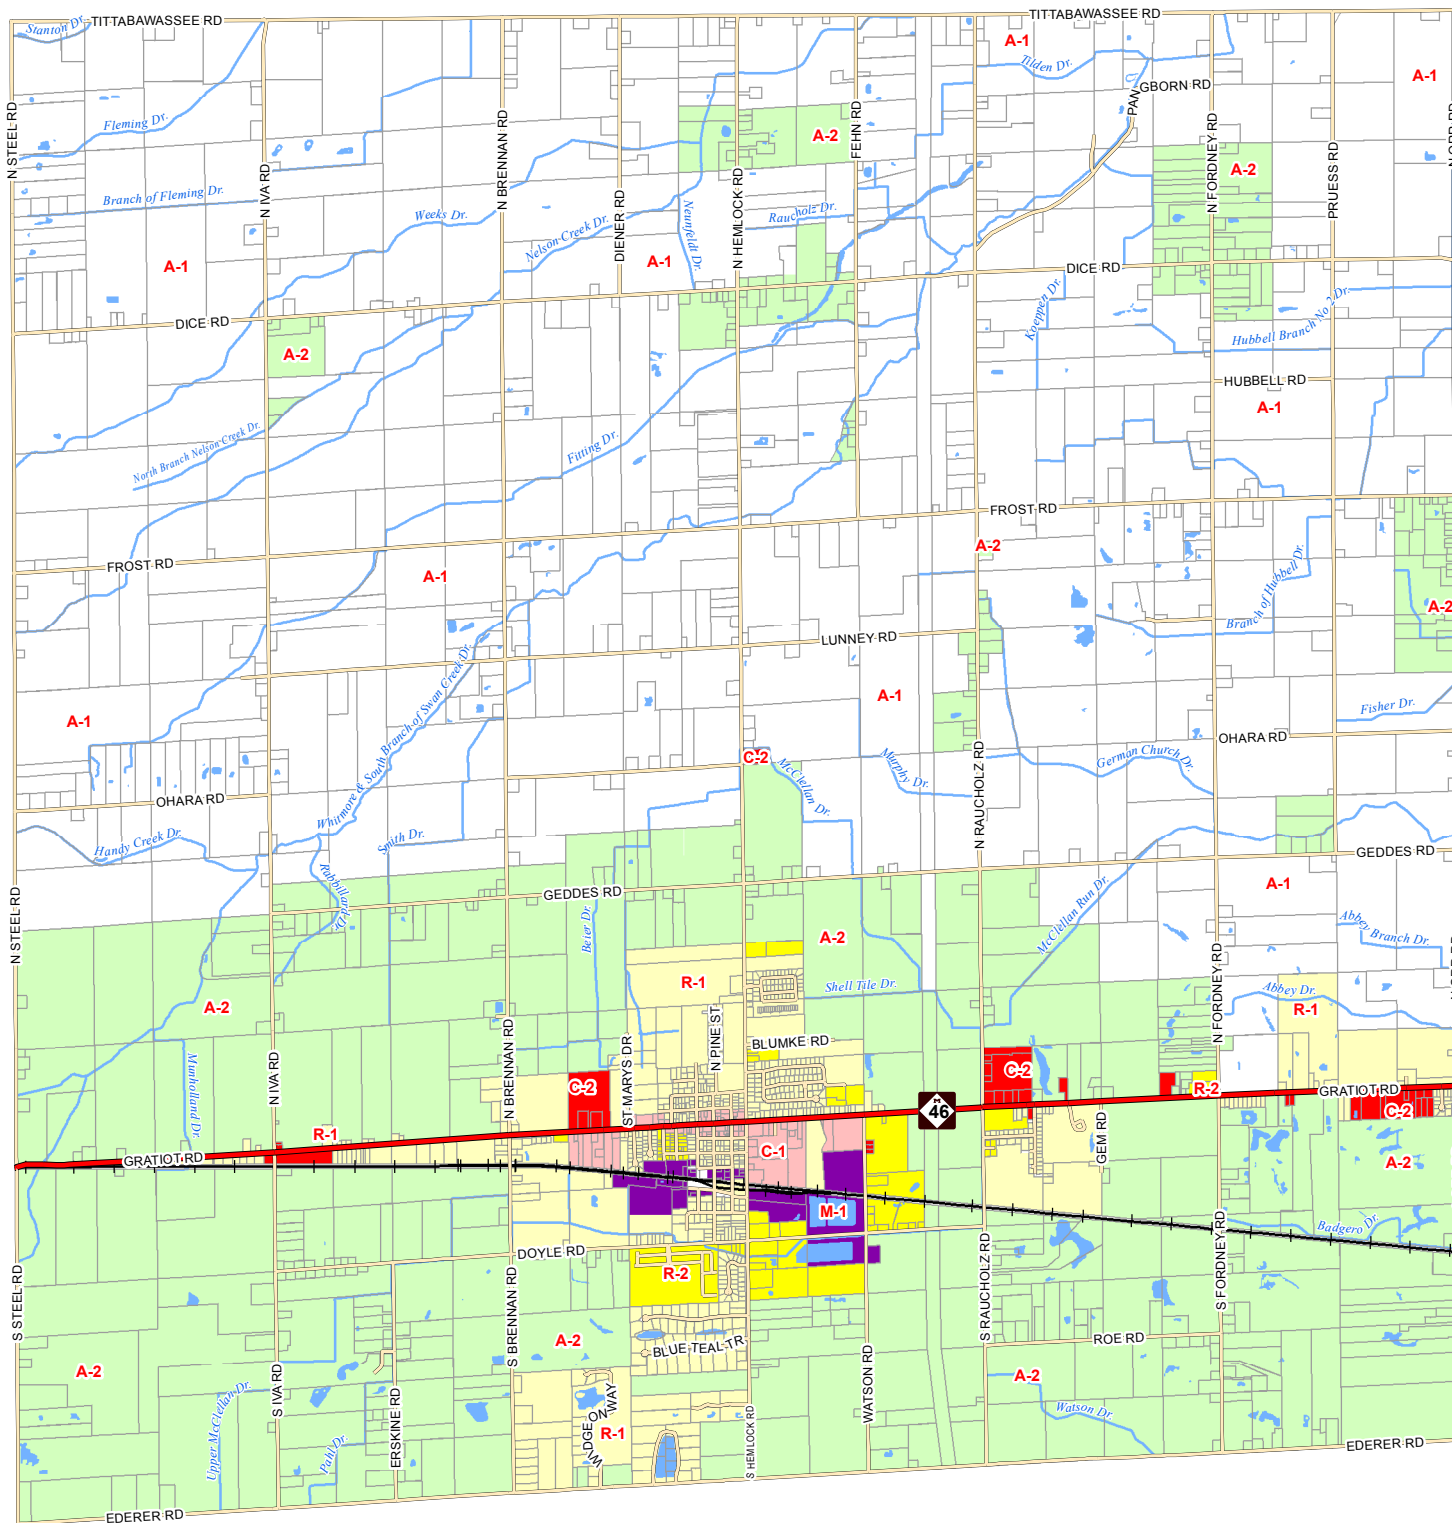 TITTABAWASSEE RD
TITTABAWASSEE RD
Stanton Dr.
A-1
Tilden Dr.
A-1
GBORN RD
PAN
N STEEL RD
Fleming Dr.
N IVA RD
N BRENNAN RD
DIENER RD
N HEMLOCK RD
A-2
FEHN RD
N FORDNEY RD
A-2
PRUESS RD
Branch of Fleming Dr.
Weeks Dr.
Nelson Creek Dr.
Neunfeldt Dr.
Raucholz Dr.
A-1
A-1
DICE RD
Koeppen Dr.
Hubbell Branch No 2 Dr.
DICE RD
A-2
HUBBELL RD
A-1
North Branch Nelson Creek Dr.
Fitting Dr.
FROST RD
A-2
FROST RD
A-1
Branch of Hubbell Dr.
A-2
LUNNEY RD
Whitmore & South Branch of Swan Creek Dr.
A-1
A-1
Fisher Dr.
OHARA RD
C-2
McClellan Dr.
Murphy Dr.
N RAUCHOLZ RD
German Church Dr.
OHARA RD
Handy Creek Dr.
Smith Dr.
Rabbillard Dr.
GEDDES RD
GEDDES RD
A-1
N STEEL RD
Beier Dr.
A-2
McClellan Run Dr.
Abbey Branch Dr.
N FORDNEY RD
R-1
Shell Tile Dr.
Abbey Dr.
A-2
R-1
Munholland Dr.
N IVA RD
N BRENNAN RD
ST MARYS DR
N PINE ST
BLUMKE RD
C-2
C-2
R-2
GRATIOT RD
C-2
M
46
R-1
GRATIOT RD
C-1
GEM RD
A-2
M-1
Badgero Dr.
DOYLE RD
R-2
S STEEL RD
S BRENNAN RD
S RAUCHOLZ RD
S FORDNEY RD
A-2
BLUE TEAL TR
ROE RD
A-2
Upper McClellan Dr.
S IVA RD
Pahl Dr.
ERSKINE RD
WIDGEON WAY
R-1
S HEMLOCK RD
WATSON RD
A-2
Watson Dr.
EDERER RD
EDERER RD